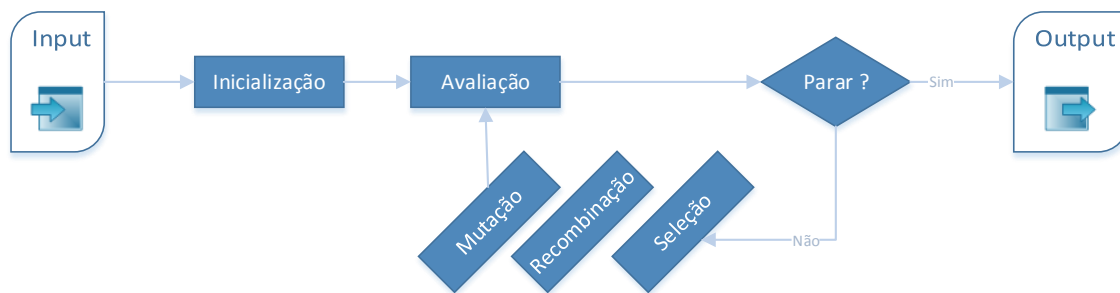 Input
Output
Inicialização
Avaliação
Parar ?
Sim
Mutação
Recombinação
Seleção
Não